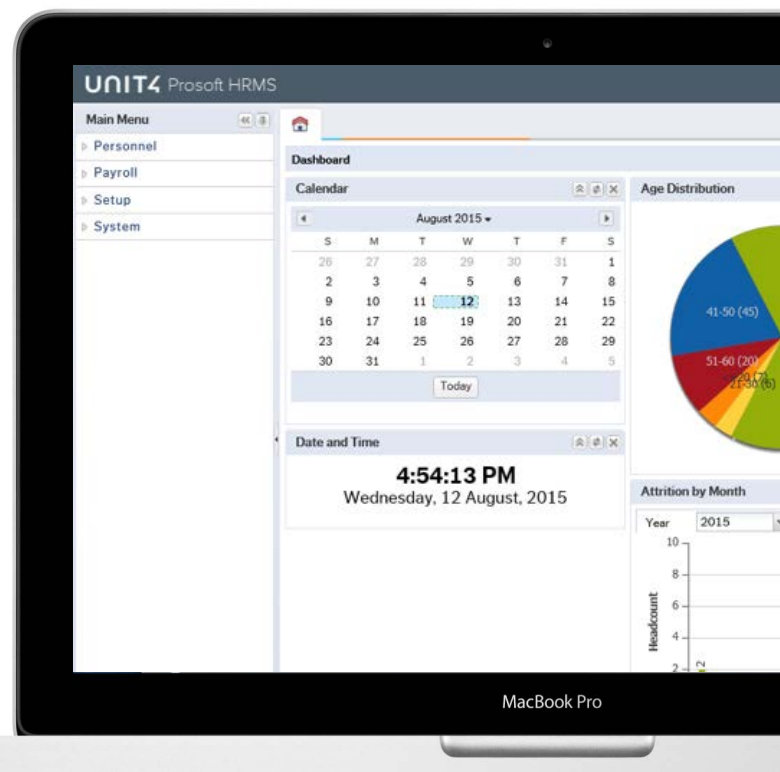 UNIT4 Prosoft HRMS
Main Menu
Personnel
Payroll
Setup
System
Dashboard
Calendar
August 2015
S M T W T F S
26 27 28 29 30 31 1
2 3 4 5 6 7 8
9 10 11 12 13 14 15
16 17 18 19 20 21 22
23 24 25 26 27 28 29
30 31 1 2 3 4 5
Today
Date and Time
4:54:13 PM
Wednesday, 12 August, 2015
Age Distribution
41-50 (45)
51-60 (20)
21-30 (6)
Attrition by Month
Year 2015
10
8
6
4
2
2
Headcount
MacBook Pro